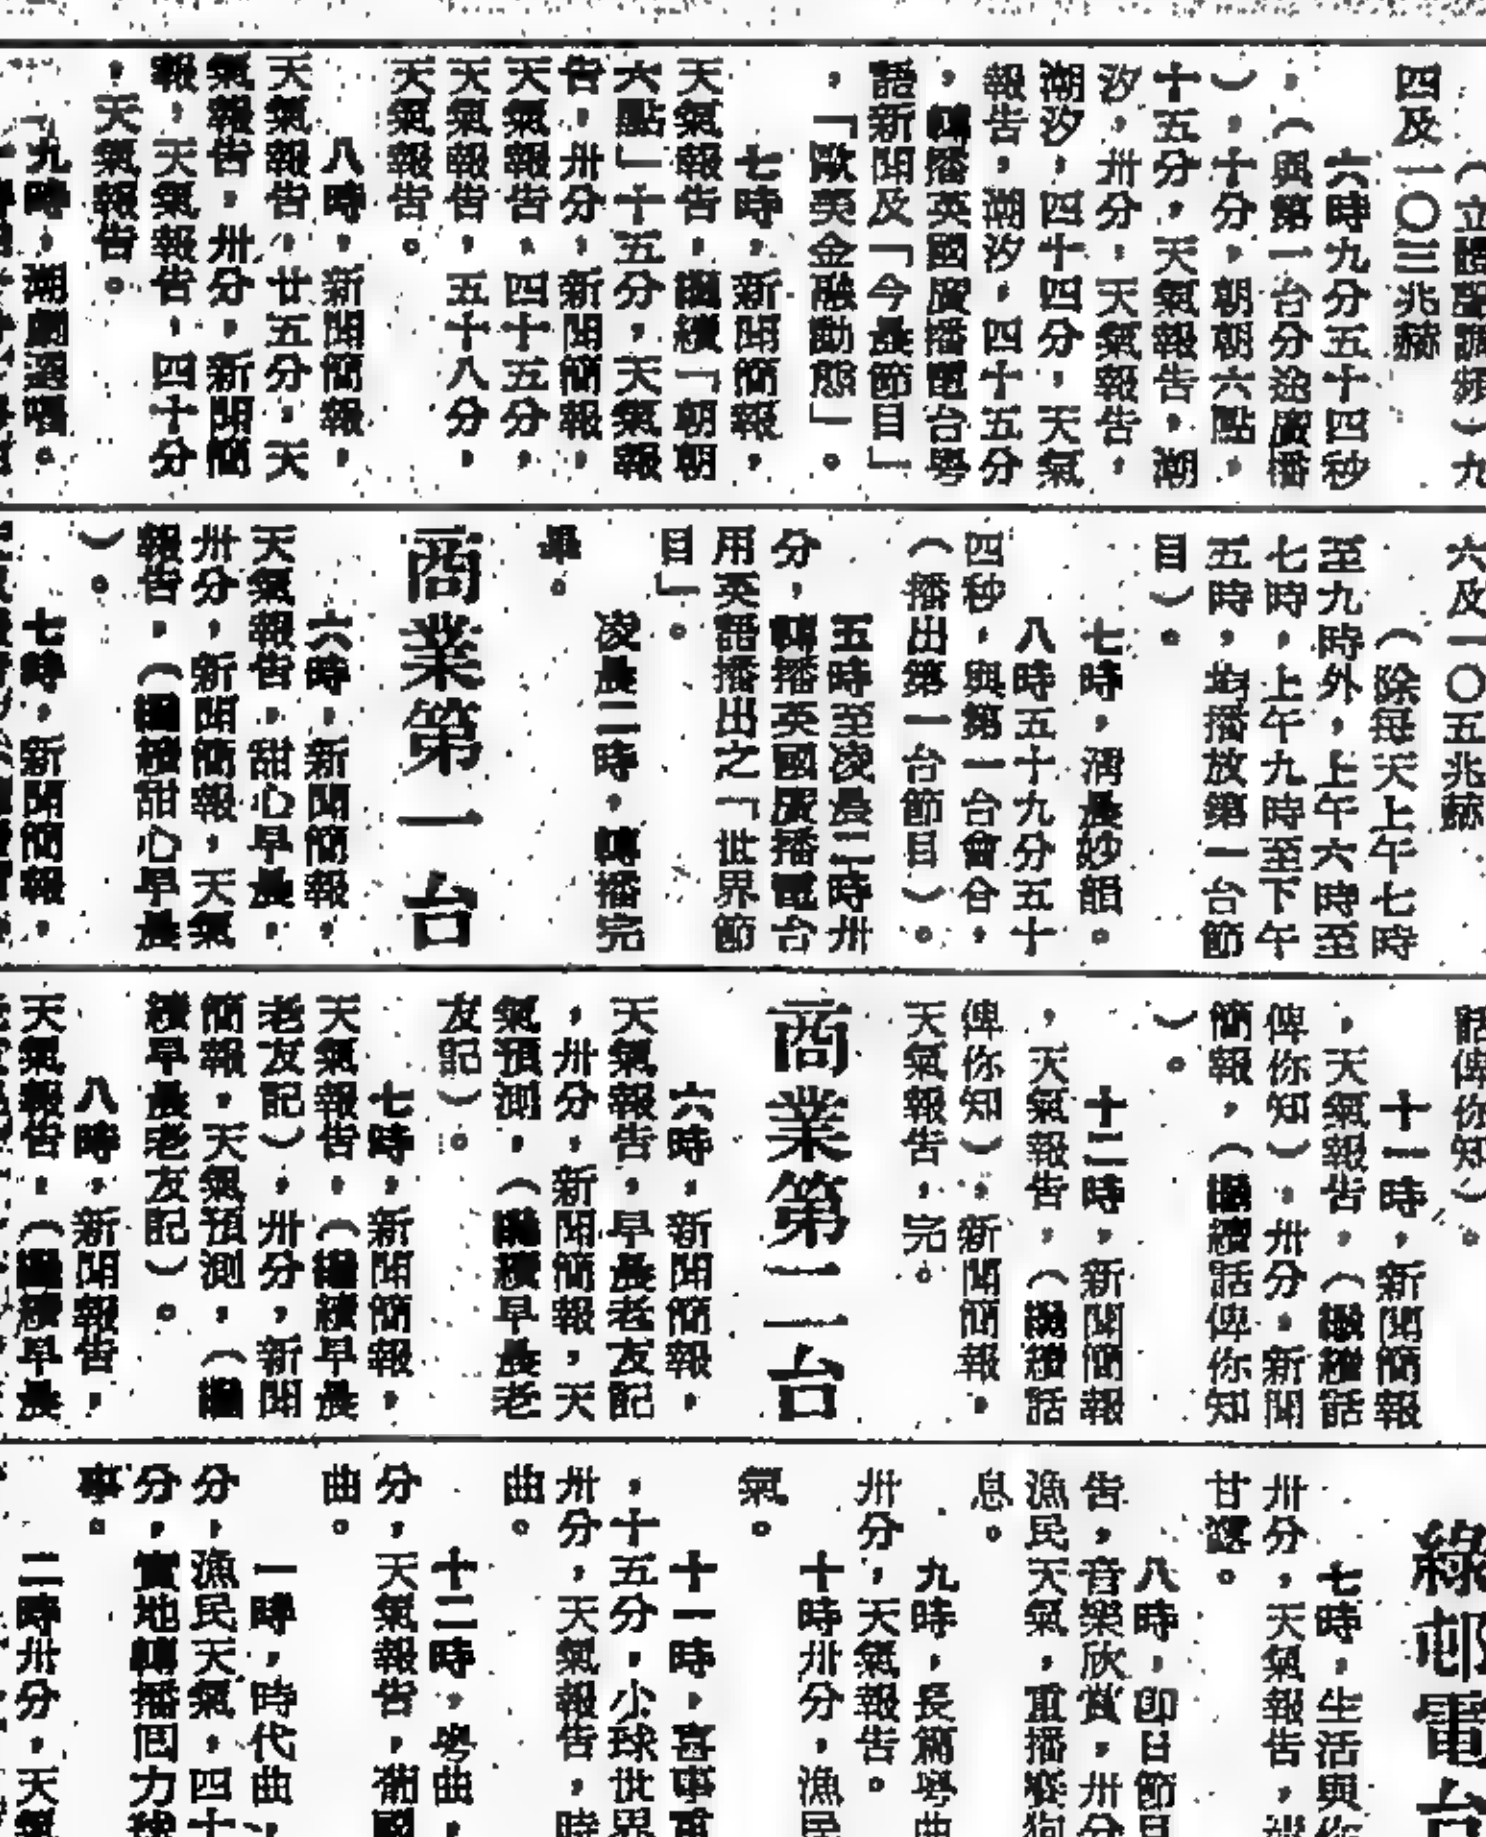 （立體聲調頻）九
四及一〇三兆赫
六時九分五十四秒
，（與第一台分途廣播
），十分，朝朝六點，
十五分，天氣報告，潮
汐，卅分，天氣報告，
潮汐，四十四分，天氣
報告，潮汐，四十五分
，轉播英國廣播電台粵
語新聞及「今晨節目」
，「歐美金融動態」。
七時，新聞簡報，
天氣報告，繼續「朝朝
六點」十五分，天氣報
告，卅分，新聞簡報，
天氣報告，四十五分，
天氣報告，五十八分，
天氣報告。
八時，新聞簡報，
天氣報告，廿五分，天
氣報告，卅分，新聞簡
報，天氣報告，四十分
，天氣報告。
九時，潮劇
六及一〇五兆赫
（除每天上午七時
至九時外，上午六時至
七時，上午九時至下午
五時，均播放第一台節
目）。
七時，清晨妙韻。
八時五十九分五十
四秒，與第一台會合，
（播出第一台節目）。
五時至凌晨二時卅
分，轉播英國廣播電台
用英語播出之「世界節
目」。
凌晨二時，轉播完
畢。
商業第一台
六時，新聞簡報，
天氣報告，甜心早晨，
卅分，新聞簡報，天氣
報告，（繼續甜心早晨
）。
七時，新聞簡報，
話俾你知）。
十一時，新聞簡報
，天氣報告，（繼續話
俾你知），卅分，新聞
簡報，（繼續話俾你知
）。
十二時，新聞簡報
，天氣報告，（繼續話
俾你知），新聞簡報，
天氣報告，完。
商業第二台
六時，新聞簡報，
天氣報告，早晨老友記
，卅分，新聞簡報，天
氣預測，（繼續早晨老
友記）。
七時，新聞簡報，
天氣報告，（繼續早晨
老友記），卅分，新聞
簡報，天氣預測，（繼
續早晨老友記）。
八時，新聞報告，
天氣報告，（繼續早晨
綠邨電台
七時，生活與你
卅分，天氣報告，
甘露。
八時，即日節目
告，音樂欣賞，卅分
漁民天氣，重播賽狗
息。
九時，長篇粵曲
卅分，天氣報告。
十時卅分，漁民
氣。
十一時，喜事重
，十五分，小球世界
卅分，天氣報告，時
曲。
十二時，粵曲，
分，天氣報告，葡國
曲。
一時，時代曲，
分，漁民天氣，四十
分，實地轉播回力球
事。
二時卅分，天氣